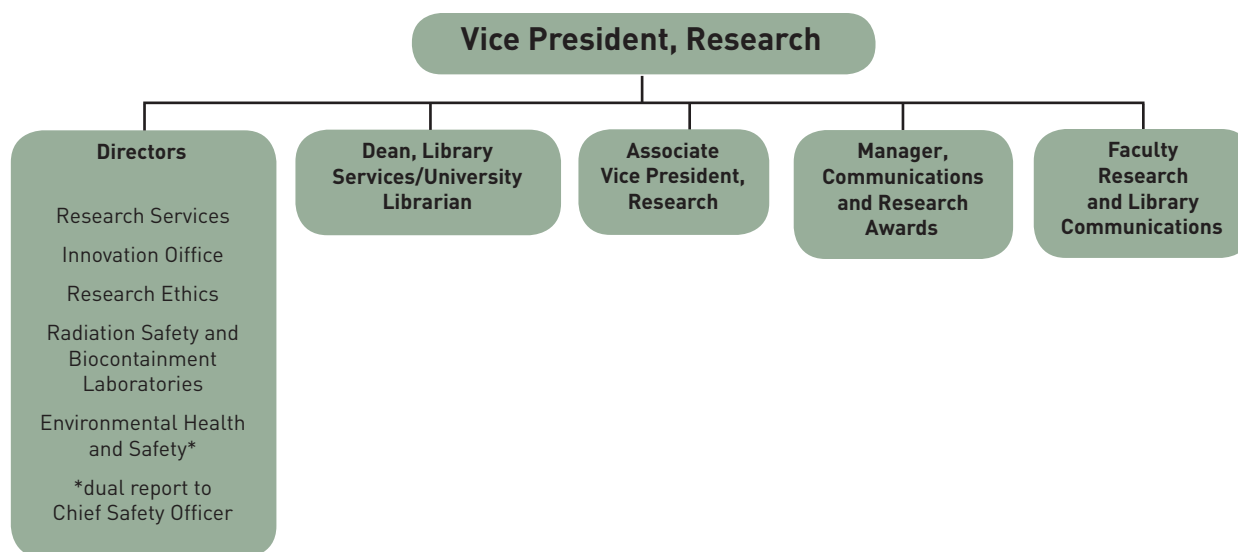 Vice President, Research
Directors
Research Services
Innovation Oiffice
Research Ethics
Radiation Safety and
Biocontainment
Laboratories
Environmental Health
and Safety*
*dual report to
Chief Safety Officer
Dean, Library
Services/University
Librarian
Associate
Vice President,
Research
Manager,
Communications
and Research
Awards
Faculty
Research
and Library
Communications